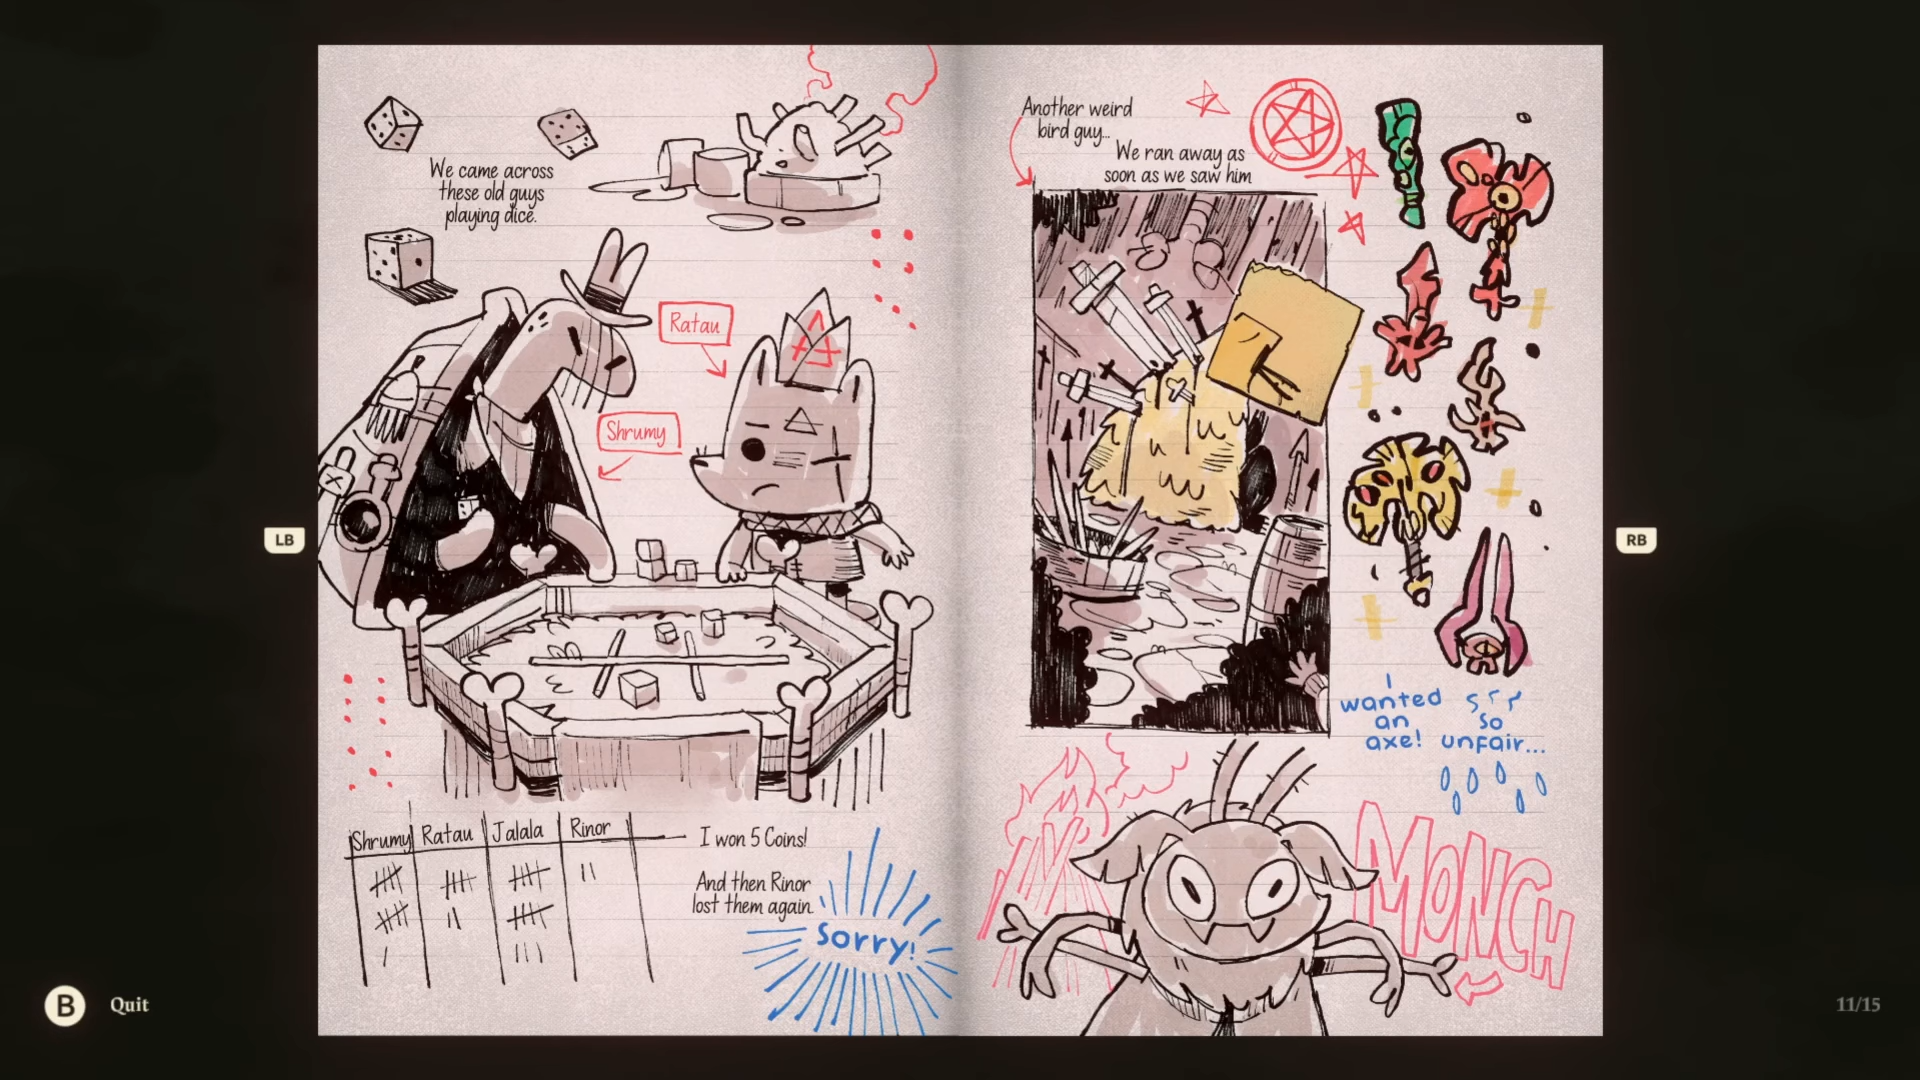 We came across
these old guys
playing dice.
Ratau
Shrumy
Shrumy Ratau Jalala Rinor
I won 5 Coins!
And then Rinor
lost them again.
Sorry!
Another weird
bird guy...
We ran away as
soon as we saw him
I
wanted
an
axe!
so
unfair...
MONCH
LB
RB
B Quit
11/15